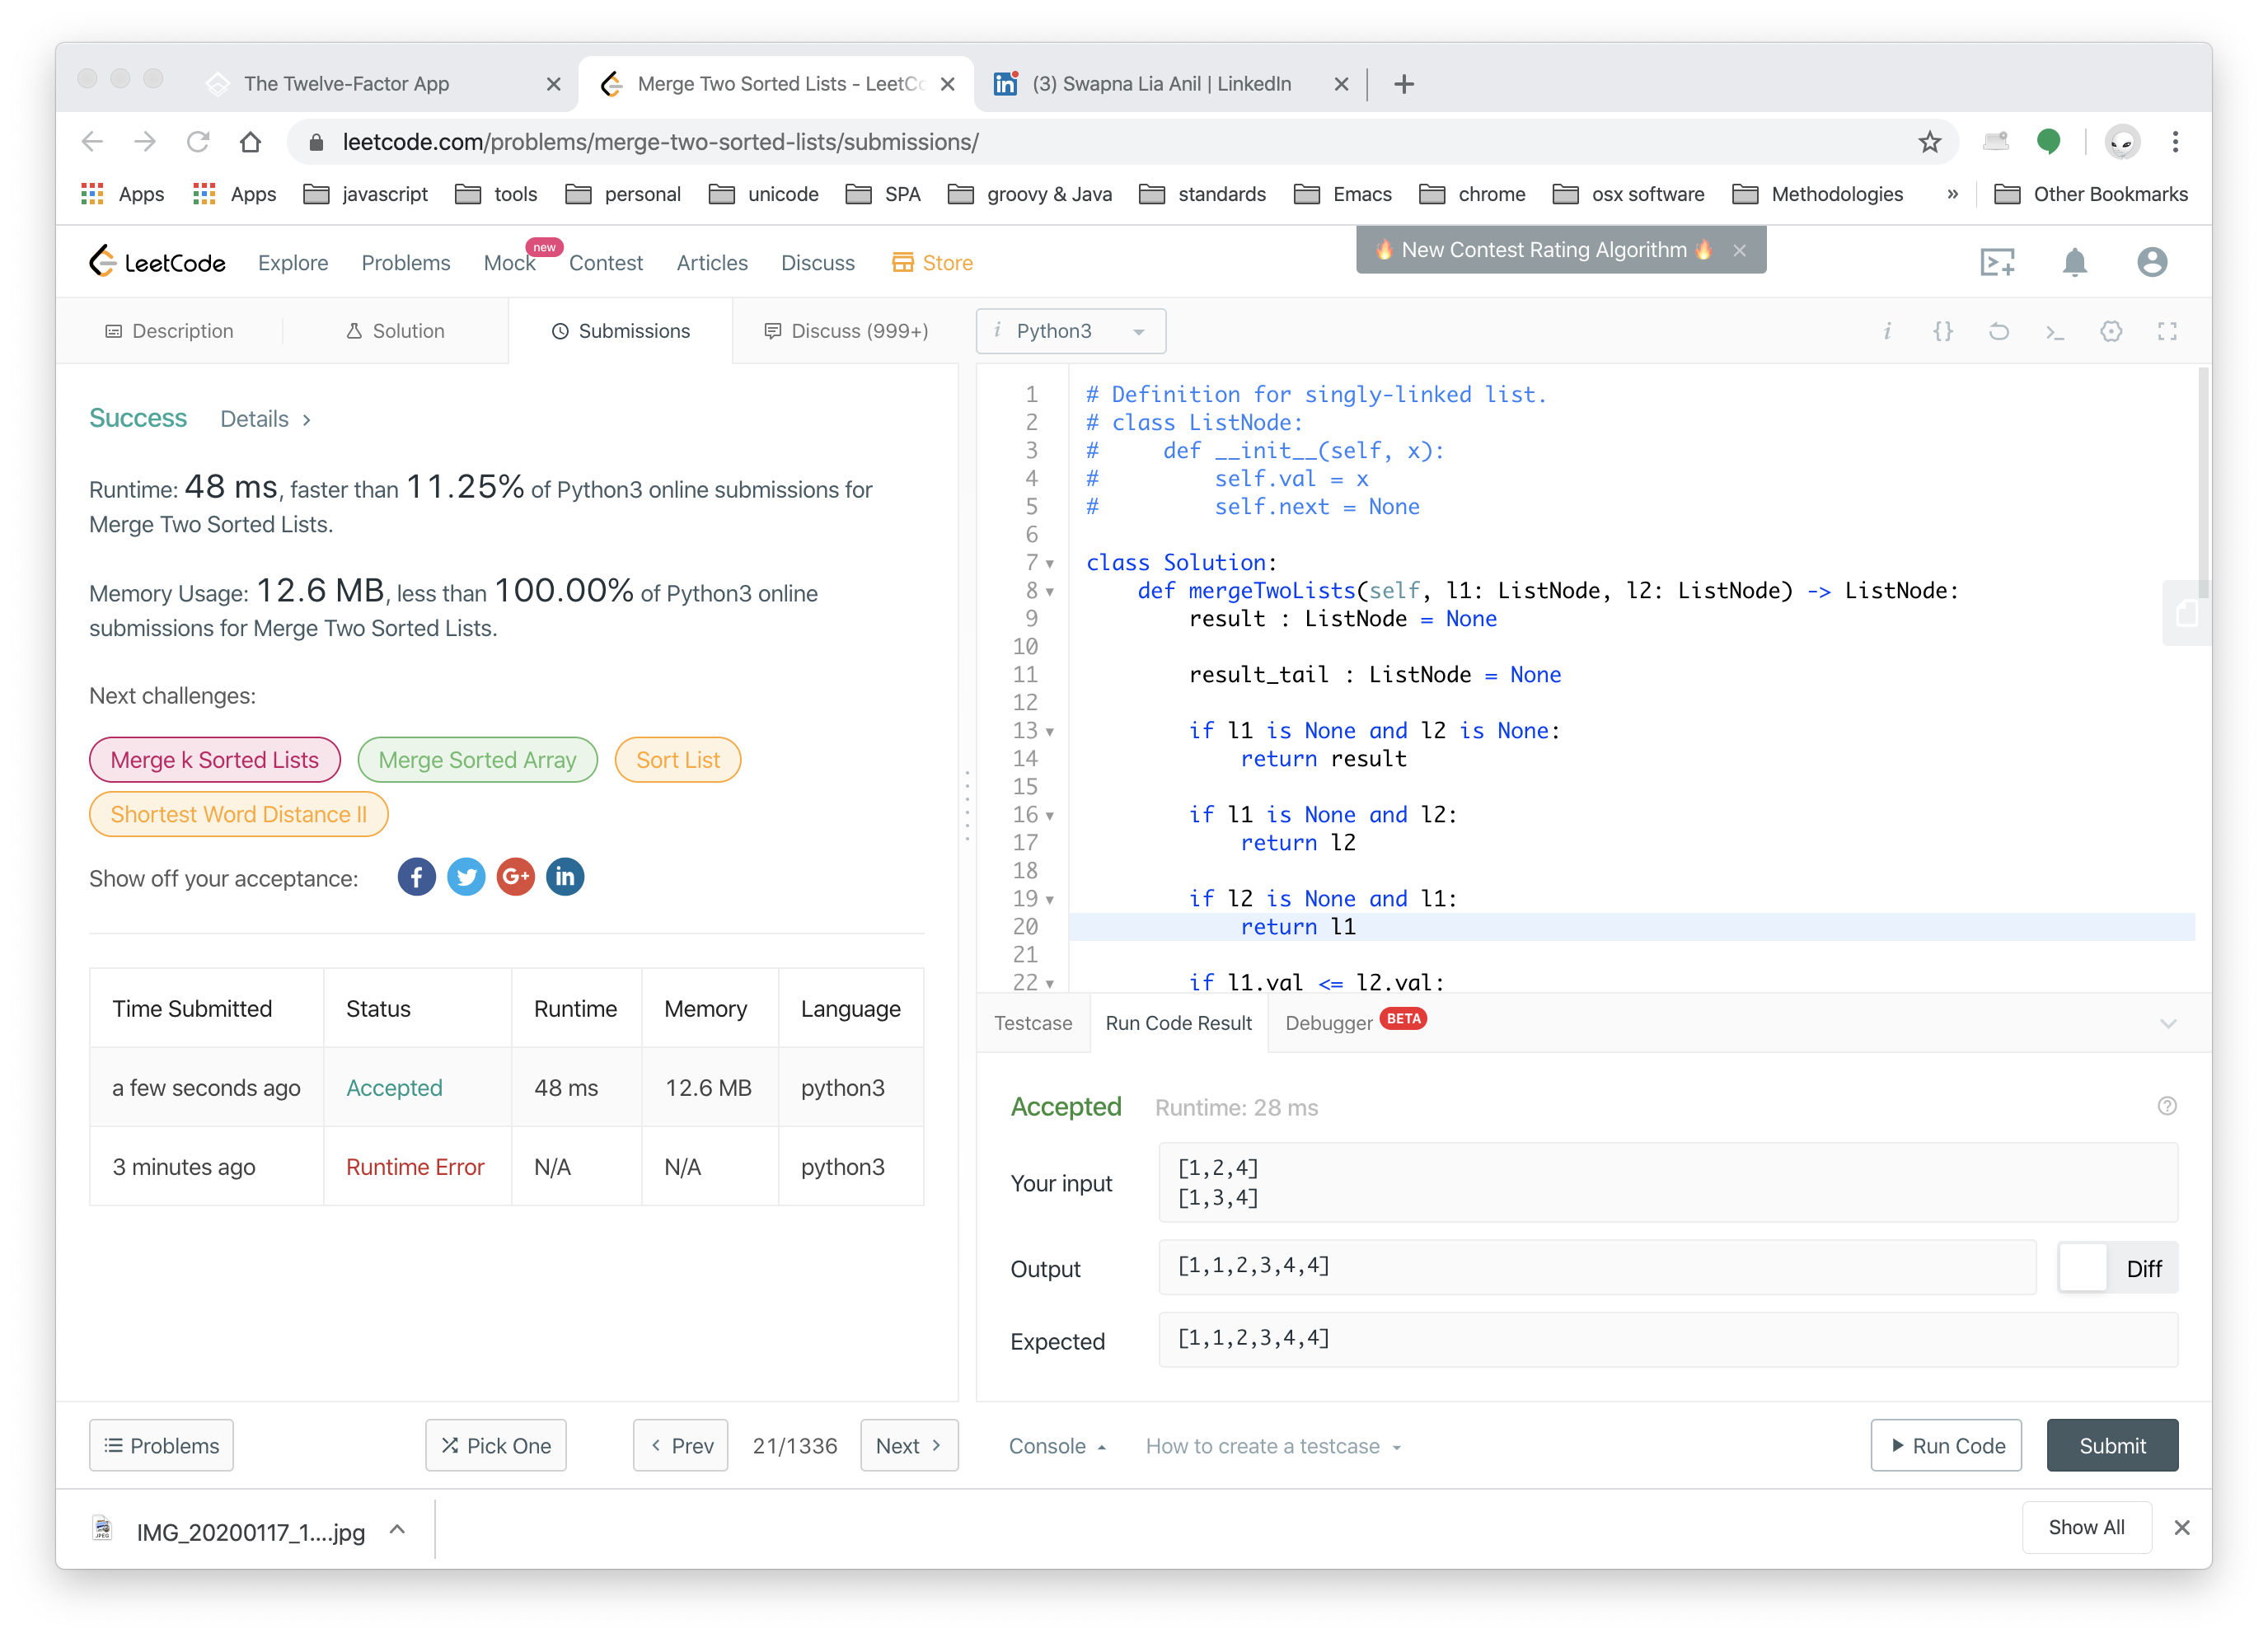 The Twelve-Factor App
Merge Two Sorted Lists - LeetCo
(3) Swapna Lia Anil | LinkedIn
leetcode.com/problems/merge-two-sorted-lists/submissions/
Apps Apps javascript tools personal unicode SPA groovy & Java standards Emacs chrome osx software Methodologies » Other Bookmarks
LeetCode Explore Problems Mock new Contest Articles Discuss Store
🔥 New Contest Rating Algorithm 🔥
Description Solution Submissions Discuss (999+)
Success Details >
Runtime: 48 ms, faster than 11.25% of Python3 online submissions for
Merge Two Sorted Lists.
Memory Usage: 12.6 MB, less than 100.00% of Python3 online
submissions for Merge Two Sorted Lists.
Next challenges:
Merge k Sorted Lists Merge Sorted Array Sort List
Shortest Word Distance II
Show off your acceptance: f G+ in
Time Submitted Status Runtime Memory Language
a few seconds ago Accepted 48 ms 12.6 MB python3
3 minutes ago Runtime Error N/A N/A python3
i Python3
i {} >_
1 # Definition for singly-linked list.
2 # class ListNode:
3 #     def __init__(self, x):
4 #         self.val = x
5 #         self.next = None
6
7 class Solution:
8     def mergeTwoLists(self, l1: ListNode, l2: ListNode) -> ListNode:
9         result : ListNode = None
10
11         result_tail : ListNode = None
12
13         if l1 is None and l2 is None:
14             return result
15
16         if l1 is None and l2:
17             return l2
18
19         if l2 is None and l1:
20             return l1
21
22         if l1.val <= l2.val:
Testcase Run Code Result Debugger BETA
Accepted Runtime: 28 ms
Your input
[1,2,4]
[1,3,4]
Output [1,1,2,3,4,4] Diff
Expected [1,1,2,3,4,4]
Problems Pick One < Prev 21/1336 Next >
Console How to create a testcase Run Code Submit
JPEG IMG_20200117_1....jpg Show All